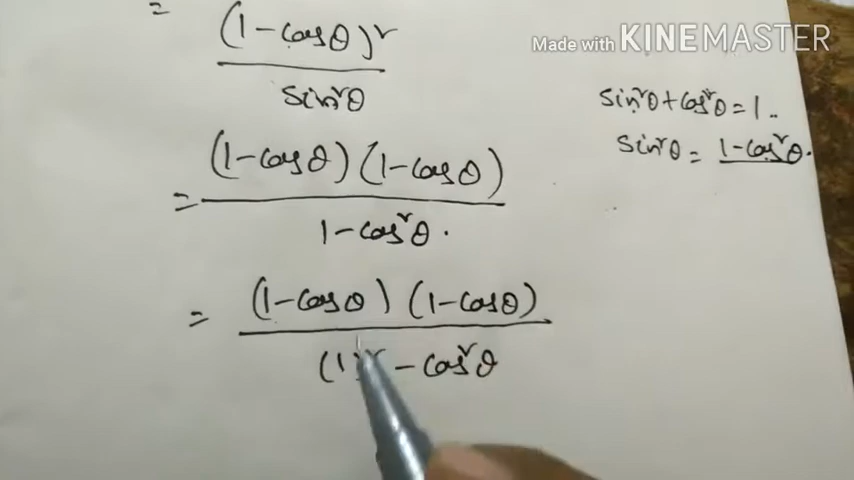 = (1-cosθ)²
sin²θ
Made with KINEMASTER
sin²θ + cos²θ = 1 ..
sin²θ = 1-cos²θ.
= (1-cosθ) (1-cosθ)
1-cos²θ .
= (1-cosθ) (1-cosθ)
(1)² - cos²θ